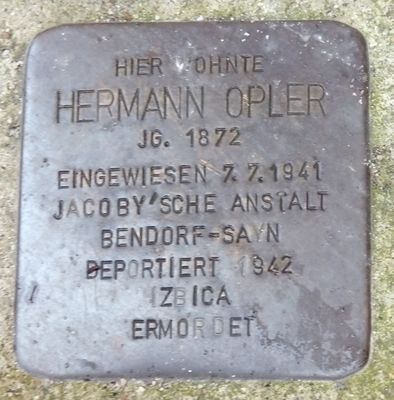 HIER WOHNTE
HERMANN OPLER
JG. 1872
EINGEWIESEN 7.7.1941
JACOBY'SCHE ANSTALT
BENDORF-SAYN
DEPORTIERT 1942
IZBICA
ERMORDET